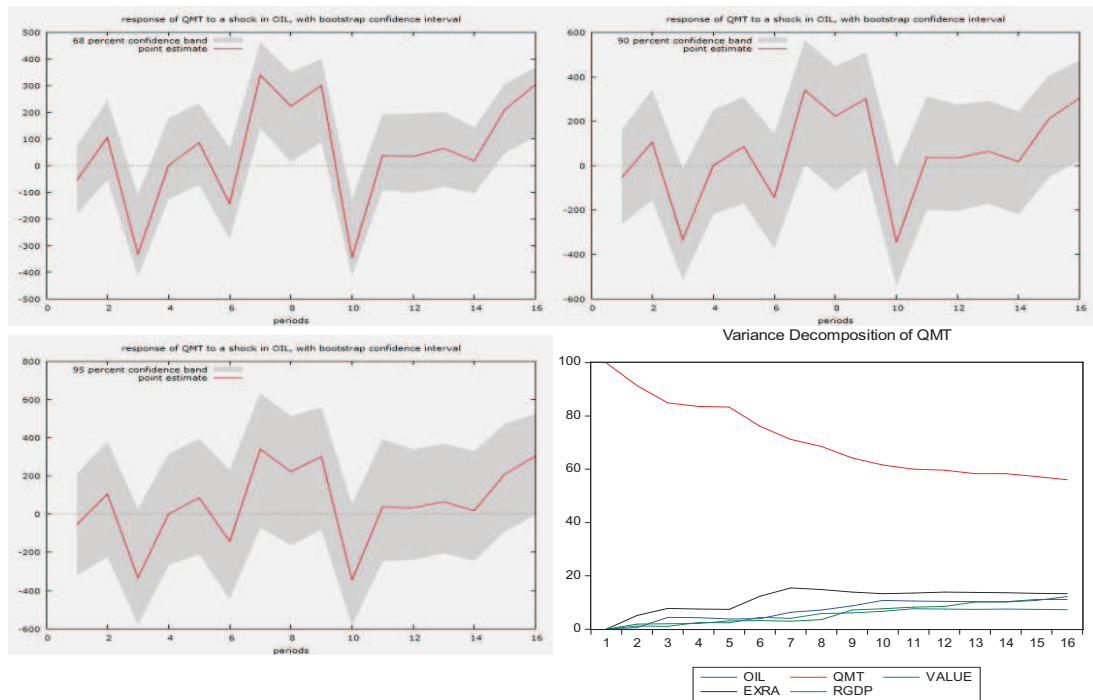 response of QMT to a shock in OIL, with bootstrap confidence interval
68 percent confidence band
point estimate
500
400
300
200
100
0
-100
-200
-300
-400
-500
0 2 4 6 8 10 12 14 16
periods
response of QMT to a shock in OIL, with bootstrap confidence interval
90 percent confidence band
point estimate
600
400
200
0
-200
-400
-600
0 2 4 6 8 10 12 14 16
periods
response of QMT to a shock in OIL, with bootstrap confidence interval
95 percent confidence band
point estimate
800
600
400
200
0
-200
-400
-600
0 2 4 6 8 10 12 14 16
periods
Variance Decomposition of QMT
100
80
60
40
20
0
1 2 3 4 5 6 7 8 9 10 11 12 13 14 15 16
OIL QMT VALUE
EXRA RGDP